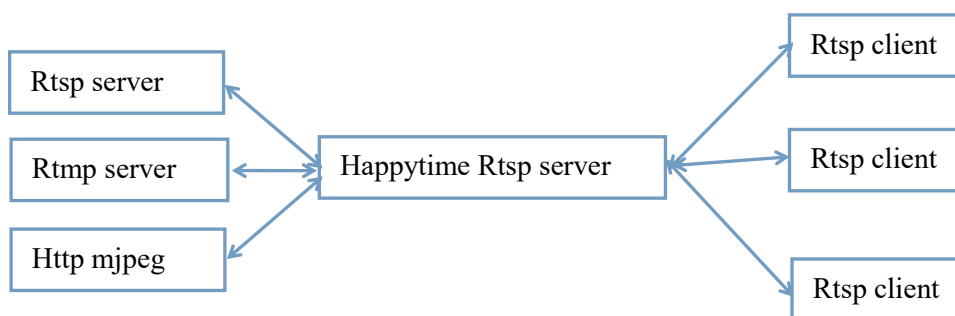 Rtsp server
Rtmp server
Http mjpeg
Happytime Rtsp server
Rtsp client
Rtsp client
Rtsp client